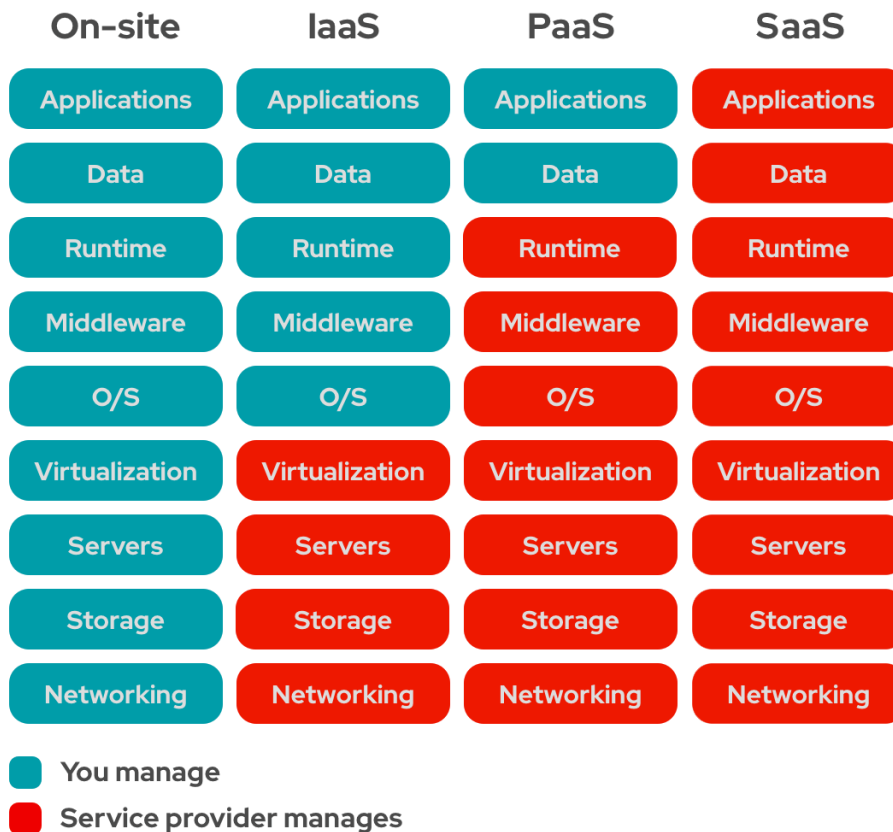 On-site IaaS PaaS SaaS
Applications Applications Applications Applications
Data Data Data Data
Runtime Runtime Runtime Runtime
Middleware Middleware Middleware Middleware
O/S O/S O/S O/S
Virtualization Virtualization Virtualization Virtualization
Servers Servers Servers Servers
Storage Storage Storage Storage
Networking Networking Networking Networking
You manage
Service provider manages